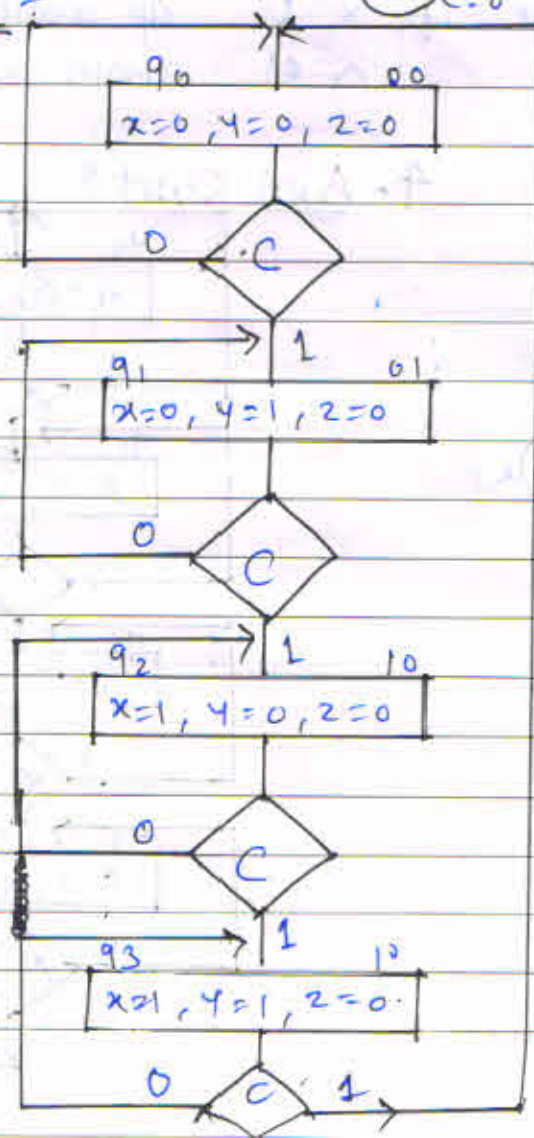 q0 00
x=0, y=0, z=0
0 C
1
q1 01
x=0, y=1, z=0
0 C
1
q2 10
x=1, y=0, z=0
0 C
1
q3 10
x=1, y=1, z=0.
0 C 1